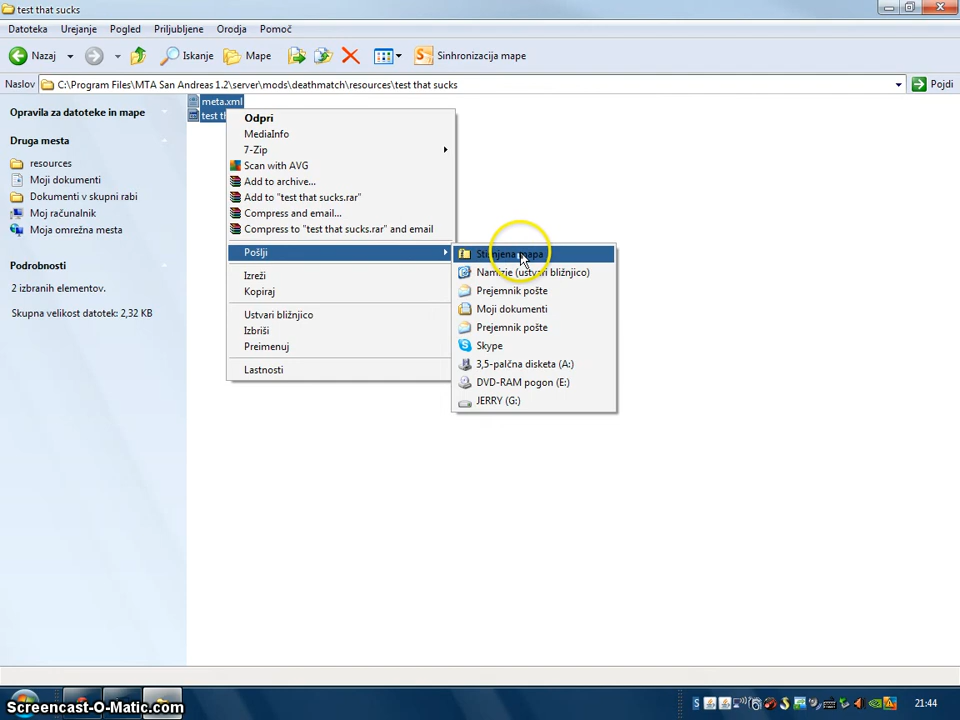 test that sucks
Datoteka Urejanje Pogled Priljubljene Orodja Pomoč
Nazaj Iskanje Mape Sinhronizacija mape
Naslov C:\Program Files\MTA San Andreas 1.2\server\mods\deathmatch\resources\test that sucks Pojdi
Opravila za datoteke in mape
Druga mesta
resources
Moji dokumenti
Dokumenti v skupni rabi
Moj računalnik
Moja omrežna mesta
Podrobnosti
2 izbranih elementov.
Skupna velikost datotek: 2,32 KB
meta.xml
test
Odpri
MediaInfo
7-Zip
Scan with AVG
Add to archive...
Add to "test that sucks.rar"
Compress and email...
Compress to "test that sucks.rar" and email
Pošlji
Izreži
Kopiraj
Ustvari bližnjico
Izbriši
Preimenuj
Lastnosti
Stisnjena mapa
Namizje (ustvari bližnjico)
Prejemnik pošte
Moji dokumenti
Prejemnik pošte
Skype
3,5-palčna disketa (A:)
DVD-RAM pogon (E:)
JERRY (G:)
Screencast-O-Matic.com
21:44